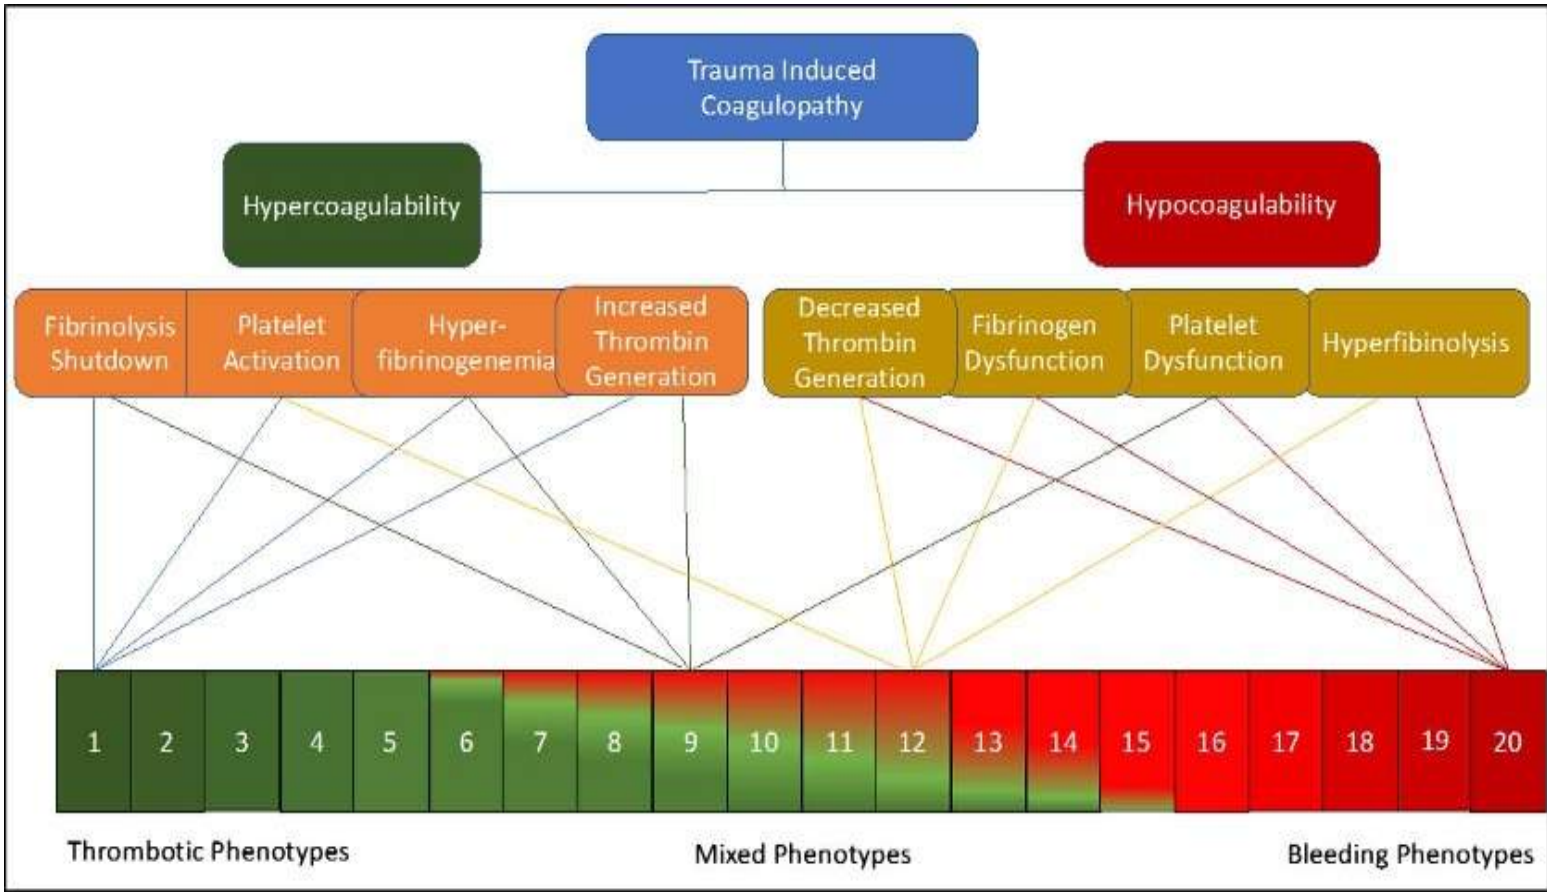 Trauma Induced
Coagulopathy
Hypercoagulability
Hypocoagulability
Fibrinolysis
Shutdown
Platelet
Activation
Hyper-
fibrinogenemia
Increased
Thrombin
Generation
Decreased
Thrombin
Generation
Fibrinogen
Dysfunction
Platelet
Dysfunction
Hyperfibinolysis
1 2 3 4 5 6 7 8 9 10 11 12 13 14 15 16 17 18 19 20
Thrombotic Phenotypes
Mixed Phenotypes
Bleeding Phenotypes